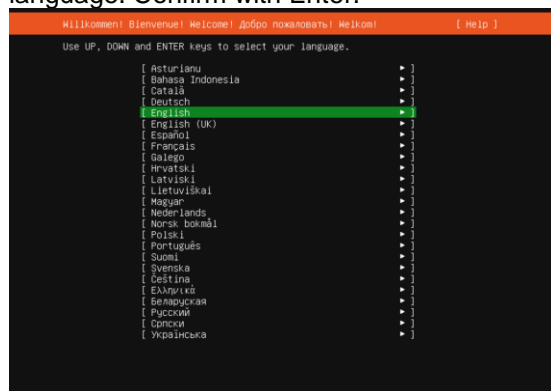 language. Confirm with Enter.
Willkommen! Bienvenue! Welcome! Добро пожаловать! Welkom! [ Help ]
Use UP, DOWN and ENTER keys to select your language.
[ Asturianu ▸ ]
[ Bahasa Indonesia ▸ ]
[ Català ▸ ]
[ Deutsch ▸ ]
[ English ▸ ]
[ English (UK) ▸ ]
[ Español ▸ ]
[ Français ▸ ]
[ Galego ▸ ]
[ Hrvatski ▸ ]
[ Latviski ▸ ]
[ Lietuviškai ▸ ]
[ Magyar ▸ ]
[ Nederlands ▸ ]
[ Norsk bokmål ▸ ]
[ Polski ▸ ]
[ Português ▸ ]
[ Suomi ▸ ]
[ Svenska ▸ ]
[ Čeština ▸ ]
[ Ελληνικά ▸ ]
[ Беларуская ▸ ]
[ Русский ▸ ]
[ Српски ▸ ]
[ Українська ▸ ]